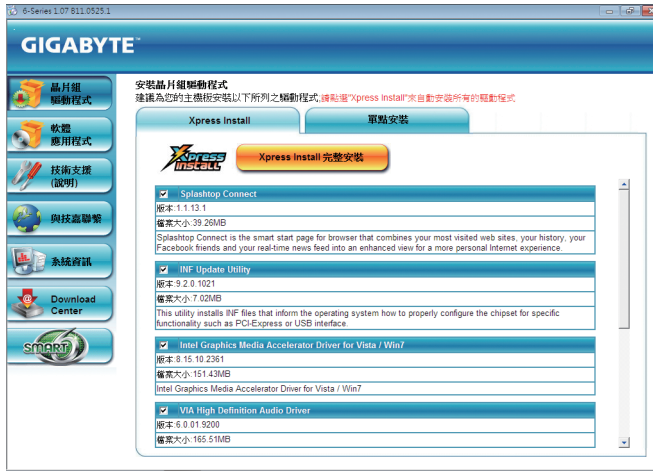 6-Series 1.07 B11.0525.1
GIGABYTE™
晶片組
驅動程式
軟體
應用程式
技術支援
(說明)
與技嘉聯繫
系統資訊
Download
Center
SMART
安裝晶片組驅動程式
建議為您的主機板安裝以下所列之驅動程式,請點選"Xpress Install"來自動安裝所有的驅動程式
Xpress Install
單點安裝
Xpress
INSTALL
Xpress Install 完整安裝
Splashtop Connect
版本:1.1.13.1
檔案大小:39.26MB
Splashtop Connect is the smart start page for browser that combines your most visited web sites, your history, your
Facebook friends and your real-time news feed into an enhanced view for a more personal Internet experience.
INF Update Utility
版本:9.2.0.1021
檔案大小:7.02MB
This utility installs INF files that inform the operating system how to properly configure the chipset for specific
functionality such as PCI-Express or USB interface.
Intel Graphics Media Accelerator Driver for Vista / Win7
版本:8.15.10.2361
檔案大小:151.43MB
Intel Graphics Media Accelerator Driver for Vista / Win7
VIA High Definition Audio Driver
版本:6.0.01.9200
檔案大小:165.51MB